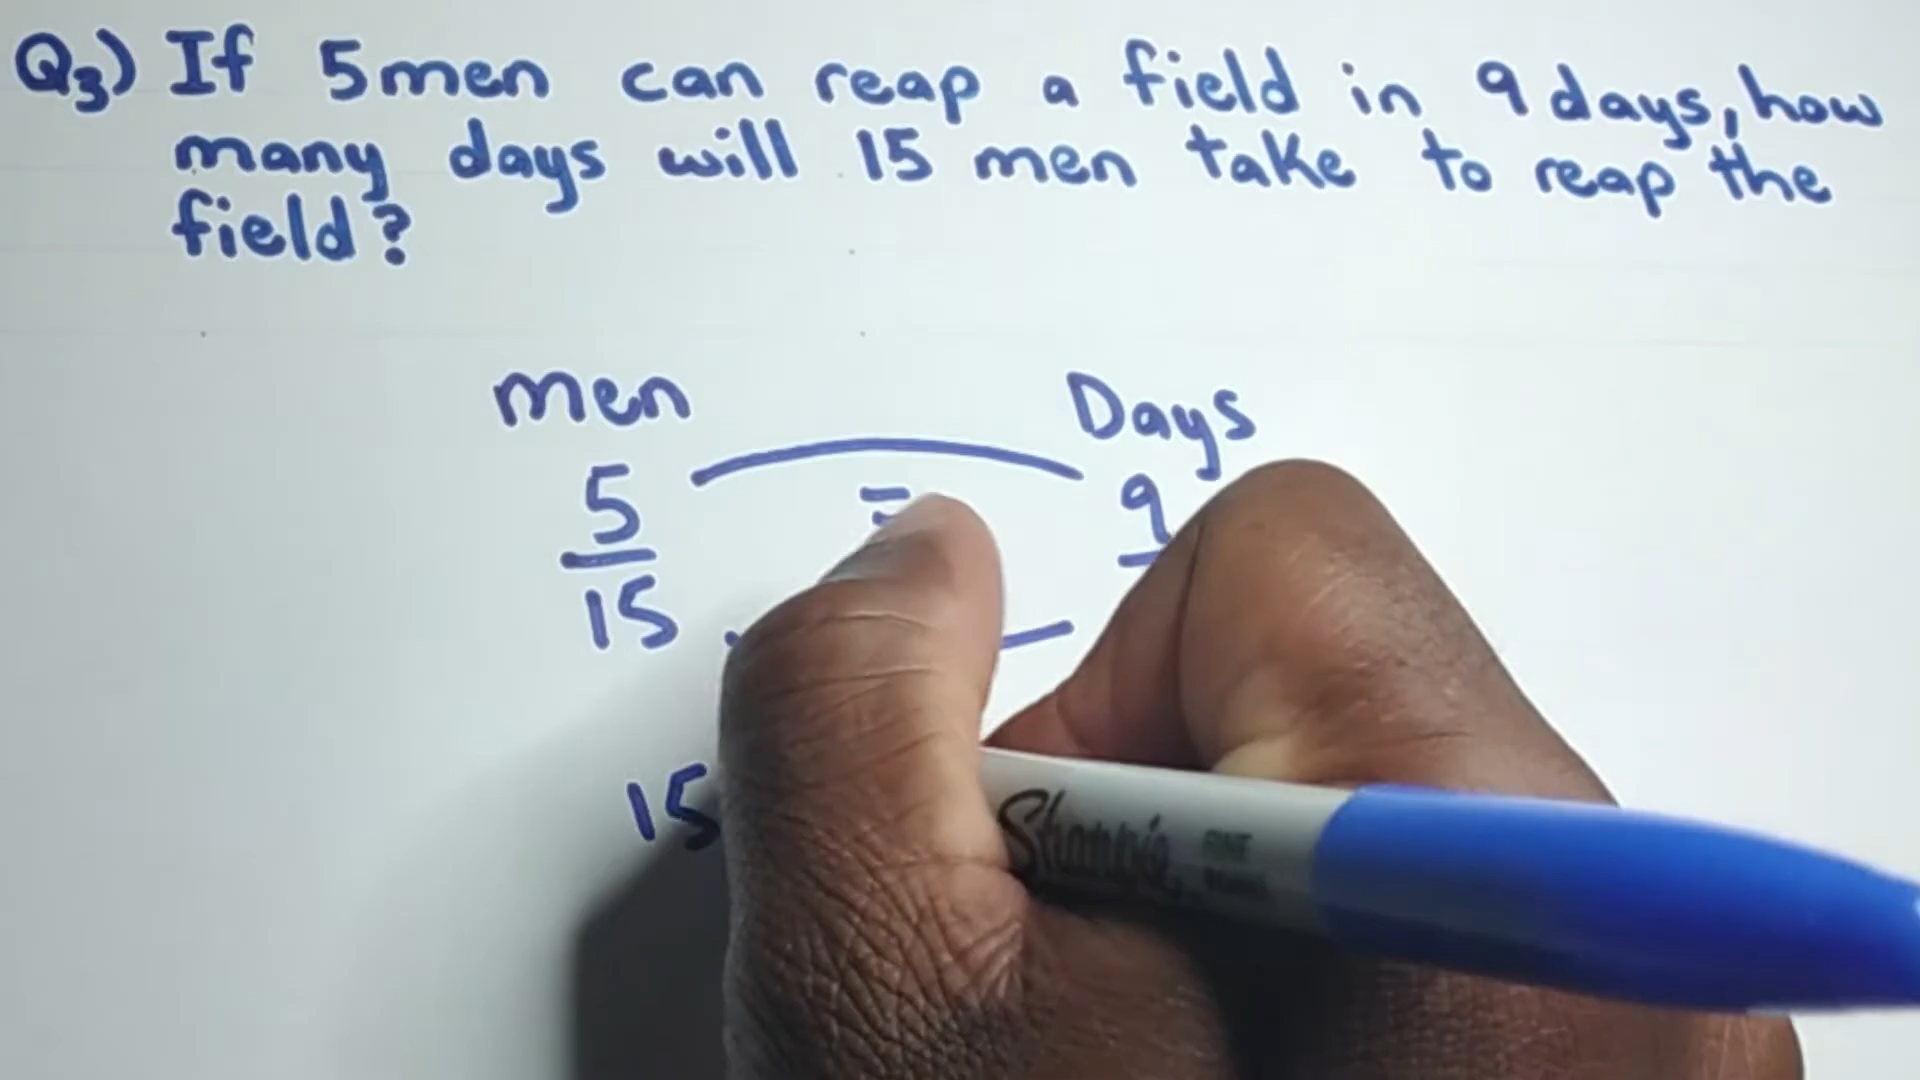 Q3) If 5 men can reap a field in 9 days, how
many days will 15 men take to reap the
field?
men Days
5 = 9
15
15
Sharpie FINE